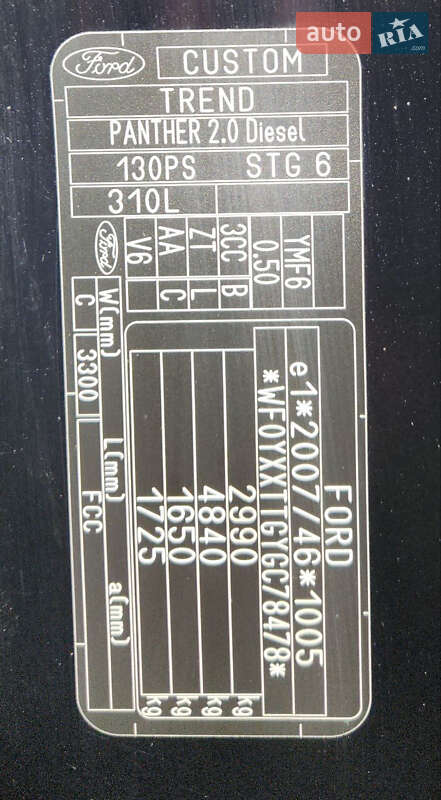 Ford CUSTOM
TREND
PANTHER 2.0 Diesel
130PS STG 6
310L
YMF6
0.50
3CC B
ZT L
AA C
V6
Ford
FORD
e1*2007/46*1005
*WF0YXXTTGYGC78478*
2990 kg
4840 kg
1650 kg
1725 kg
W(mm) L(mm) a(mm)
C 3300 FCC
auto RIA.com